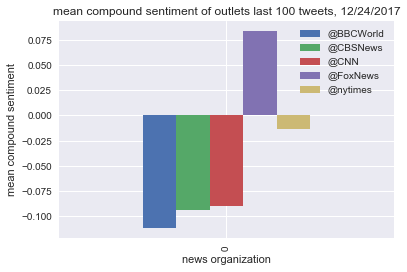 mean compound sentiment of outlets last 100 tweets, 12/24/2017
@BBCWorld
@CBSNews
@CNN
@FoxNews
@nytimes
0.075
0.050
0.025
0.000
−0.025
−0.050
−0.075
−0.100
mean compound sentiment
0
news organization